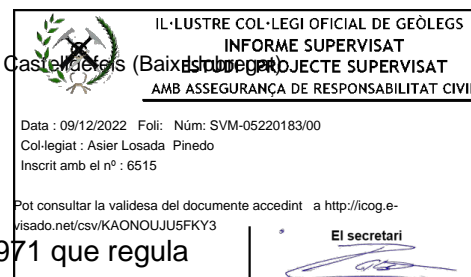 IL·LUSTRE COL·LEGI OFICIAL DE GEÒLEGS
INFORME SUPERVISAT
Castelldefels (Baix Llobregat).
ESTUDI I PROJECTE SUPERVISAT
AMB ASSEGURANÇA DE RESPONSABILITAT CIVIL
Data : 09/12/2022 Foli: Núm: SVM-05220183/00
Col·legiat : Asier Losada Pinedo
Inscrit amb el nº : 6515
Pot consultar la validesa del documente accedint a http://icog.e-
visado.net/csv/KAONOUJU5FKY3
El secretari
971 que regula